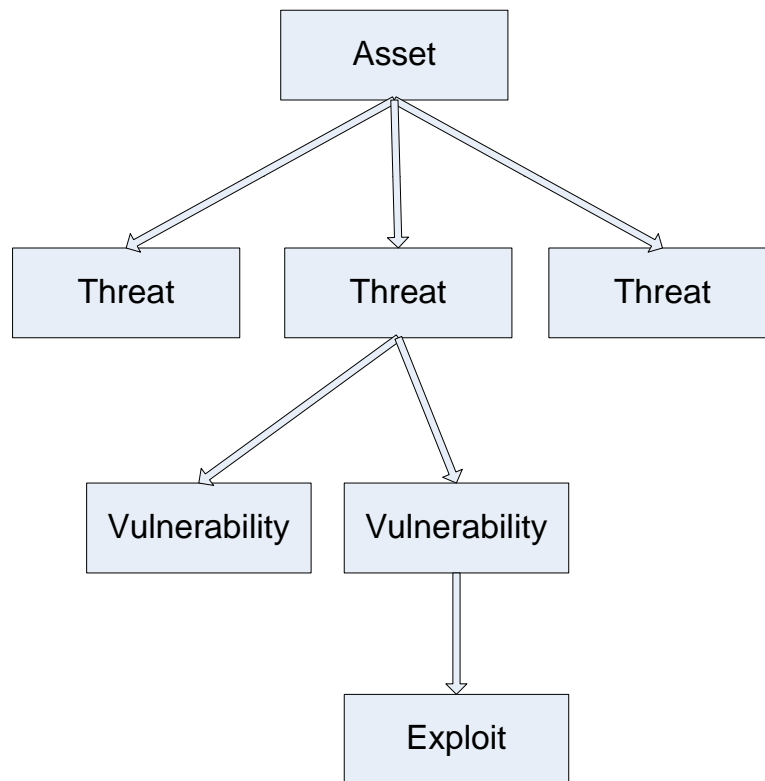 Asset
Threat
Threat
Threat
Vulnerability
Vulnerability
Exploit